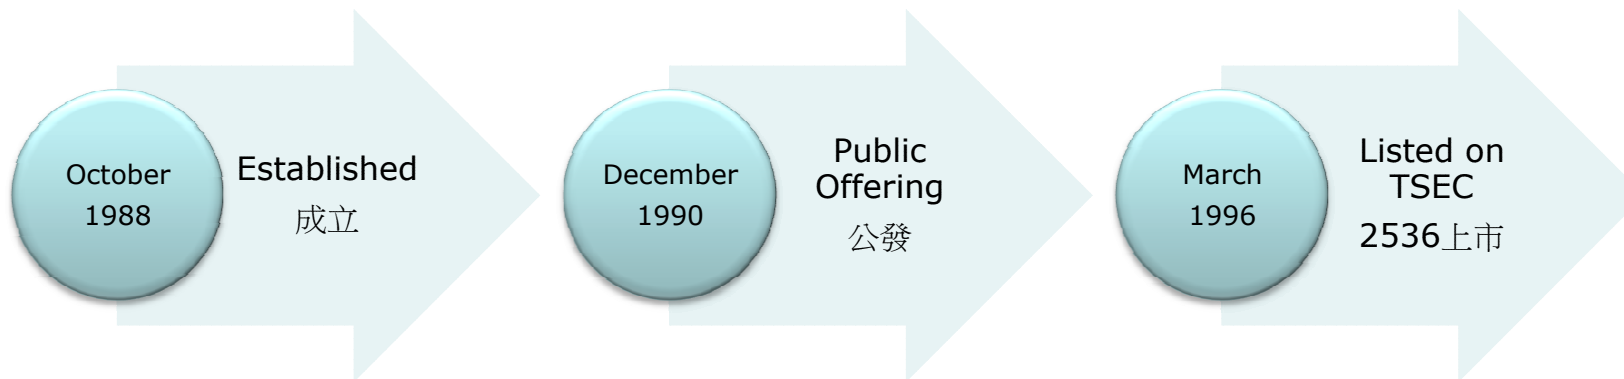 October
1988
Established
成立
December
1990
Public
Offering
公發
March
1996
Listed on
TSEC
2536上市